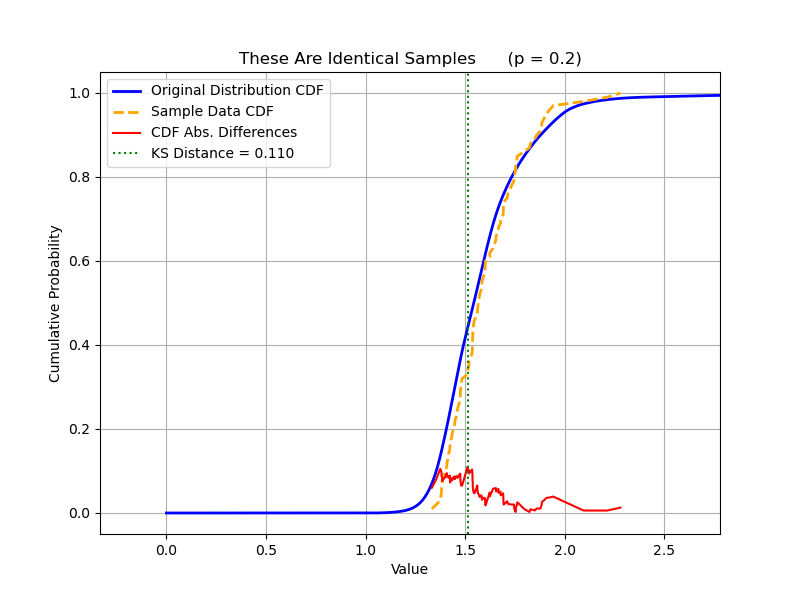 These Are Identical Samples (p = 0.2)
Original Distribution CDF
Sample Data CDF
CDF Abs. Differences
KS Distance = 0.110
1.0
0.8
0.6
0.4
0.2
0.0
Cumulative Probability
0.0 0.5 1.0 1.5 2.0 2.5
Value